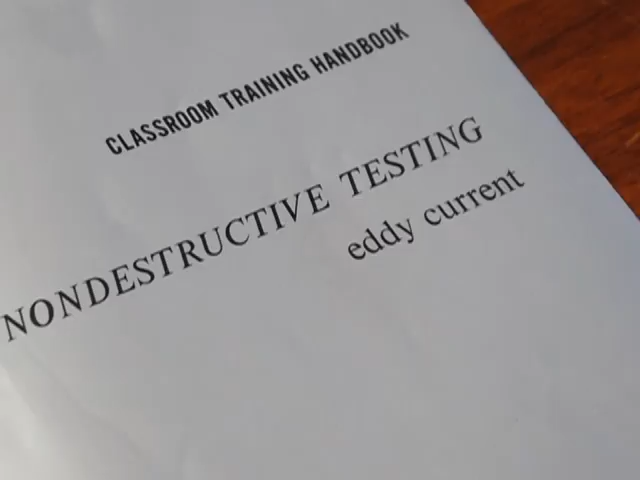 CLASSROOM TRAINING HANDBOOK
NONDESTRUCTIVE TESTING
eddy current